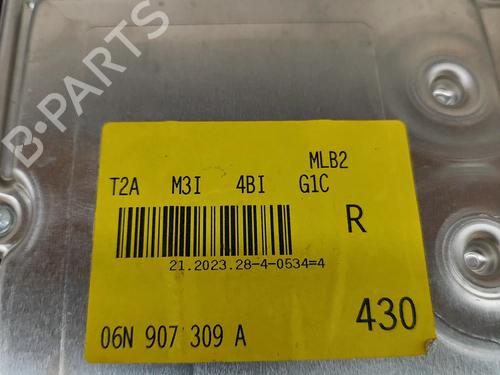 B-PARTS
MLB2
T2A M3I 4BI G1C
R
21.2023.28-4-0534=4
06N 907 309 A
430